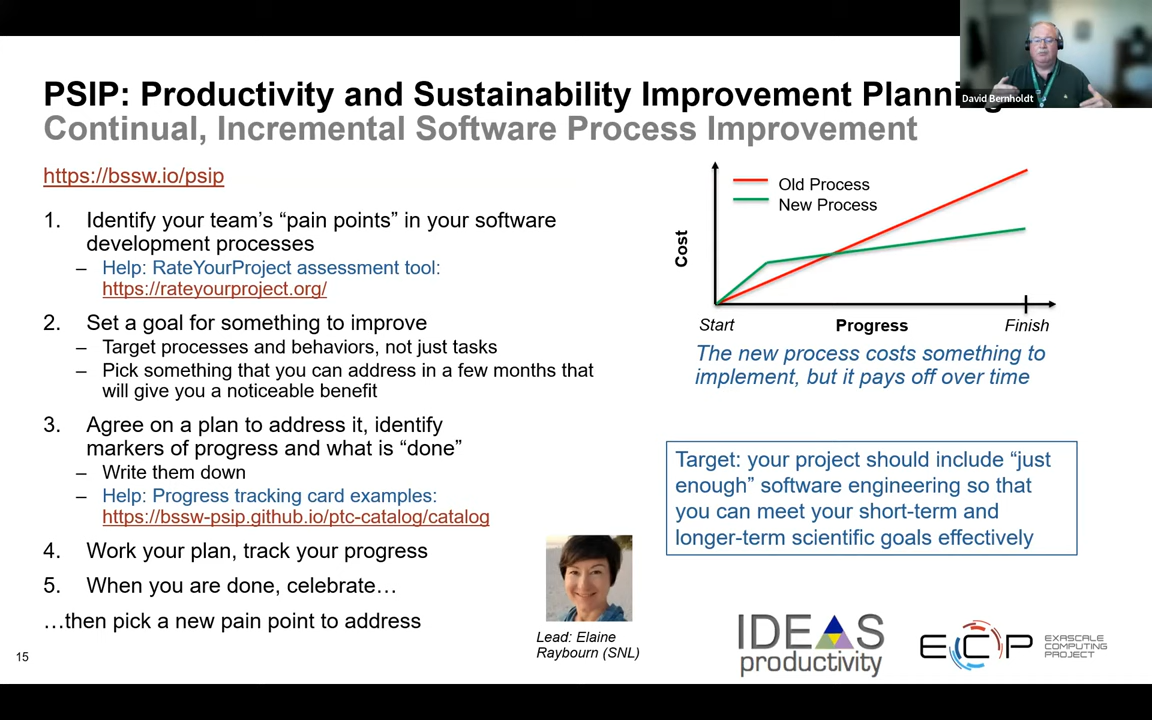 PSIP: Productivity and Sustainability Improvement Planning
Continual, Incremental Software Process Improvement
David Bernholdt
https://bssw.io/psip
1. Identify your team's “pain points” in your software
development processes
– Help: RateYourProject assessment tool:
https://rateyourproject.org/
2. Set a goal for something to improve
– Target processes and behaviors, not just tasks
– Pick something that you can address in a few months that
will give you a noticeable benefit
3. Agree on a plan to address it, identify
markers of progress and what is “done”
– Write them down
– Help: Progress tracking card examples:
https://bssw-psip.github.io/ptc-catalog/catalog
4. Work your plan, track your progress
5. When you are done, celebrate…
…then pick a new pain point to address
Lead: Elaine
Raybourn (SNL)
15
Old Process
New Process
Cost
Start Progress Finish
The new process costs something to
implement, but it pays off over time
Target: your project should include “just
enough” software engineering so that
you can meet your short-term and
longer-term scientific goals effectively
IDEAS
productivity
ECP
EXASCALE
COMPUTING
PROJECT